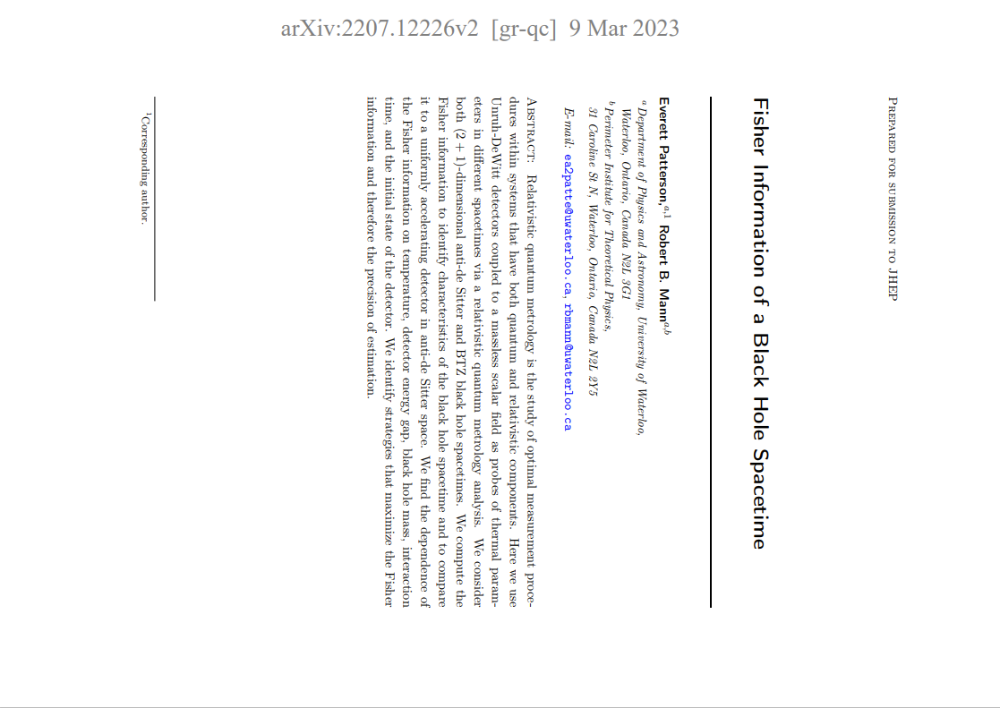 arXiv:2207.12226v2 [gr-qc] 9 Mar 2023
Prepared for submission to JHEP
Fisher Information of a Black Hole Spacetime
Everett Patterson,a,1 Robert B. Manna,b
aDepartment of Physics and Astronomy, University of Waterloo,
Waterloo, Ontario, Canada N2L 3G1
bPerimeter Institute for Theoretical Physics,
31 Caroline St N, Waterloo, Ontario, Canada N2L 2Y5
E-mail: ea2patte@uwaterloo.ca, rbmann@uwaterloo.ca
Abstract: Relativistic quantum metrology is the study of optimal measurement proce-
dures within systems that have both quantum and relativistic components. Here we use
Unruh-DeWitt detectors coupled to a massless scalar field as probes of thermal param-
eters in different spacetimes via a relativistic quantum metrology analysis. We consider
both (2 + 1)-dimensional anti-de Sitter and BTZ black hole spacetimes. We compute the
Fisher information to identify characteristics of the black hole spacetime and to compare
it to a uniformly accelerating detector in anti-de Sitter space. We find the dependence of
the Fisher information on temperature, detector energy gap, black hole mass, interaction
time, and the initial state of the detector. We identify strategies that maximize the Fisher
information and therefore the precision of estimation.
1Corresponding author.